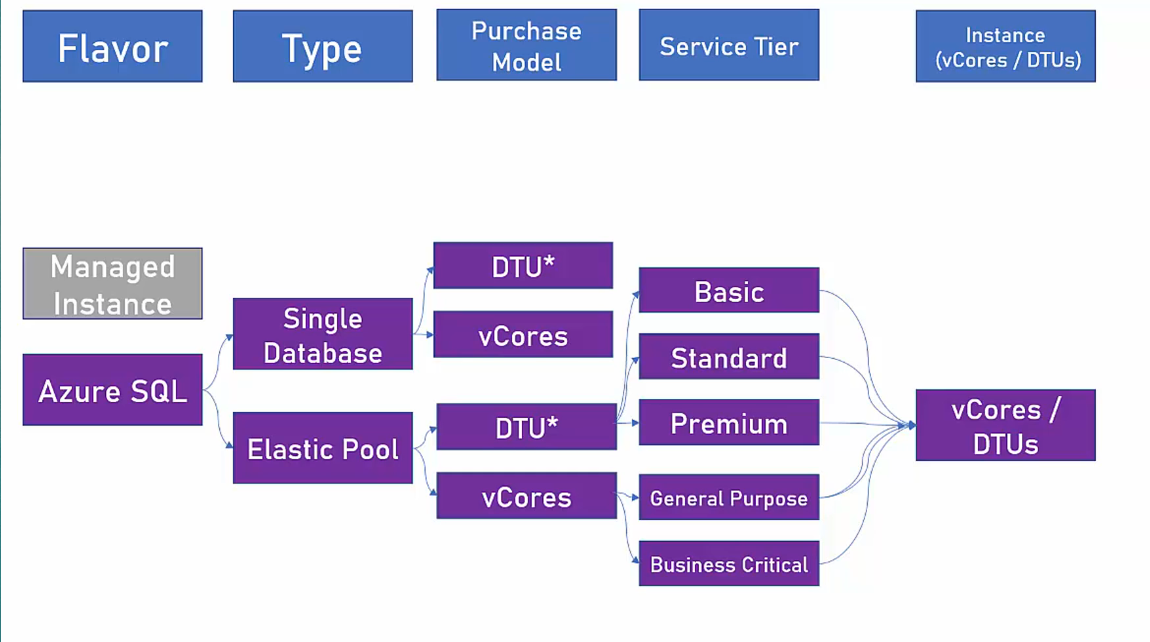 Flavor
Type
Purchase
Model
Service Tier
Instance
(vCores / DTUs)
Managed
Instance
Azure SQL
Single
Database
Elastic Pool
DTU*
vCores
DTU*
vCores
Basic
Standard
Premium
General Purpose
Business Critical
vCores /
DTUs